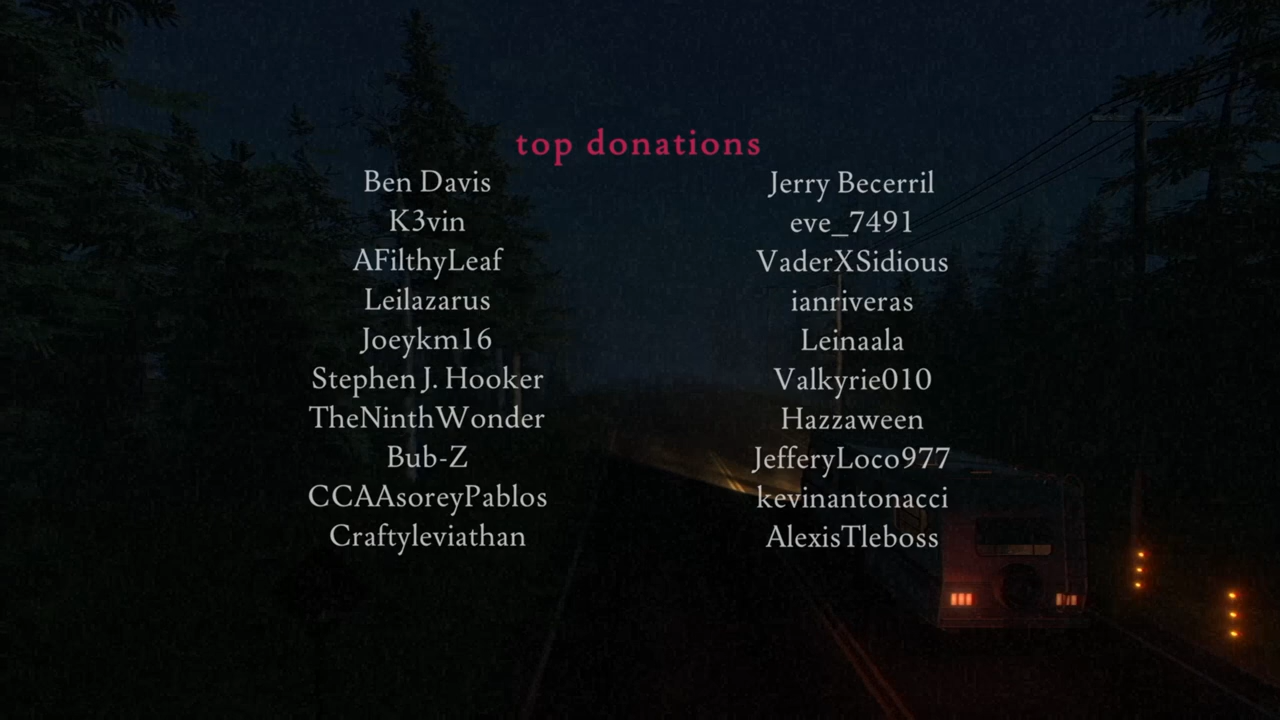 top donations
Ben Davis
K3vin
AFilthyLeaf
Leilazarus
Joeykm16
Stephen J. Hooker
TheNinthWonder
Bub-Z
CCAAsoreyPablos
Craftyleviathan
Jerry Becerril
eve_7491
VaderXSidious
ianriveras
Leinaala
Valkyrie010
Hazzaween
JefferyLoco977
kevinantonacci
AlexisTleboss